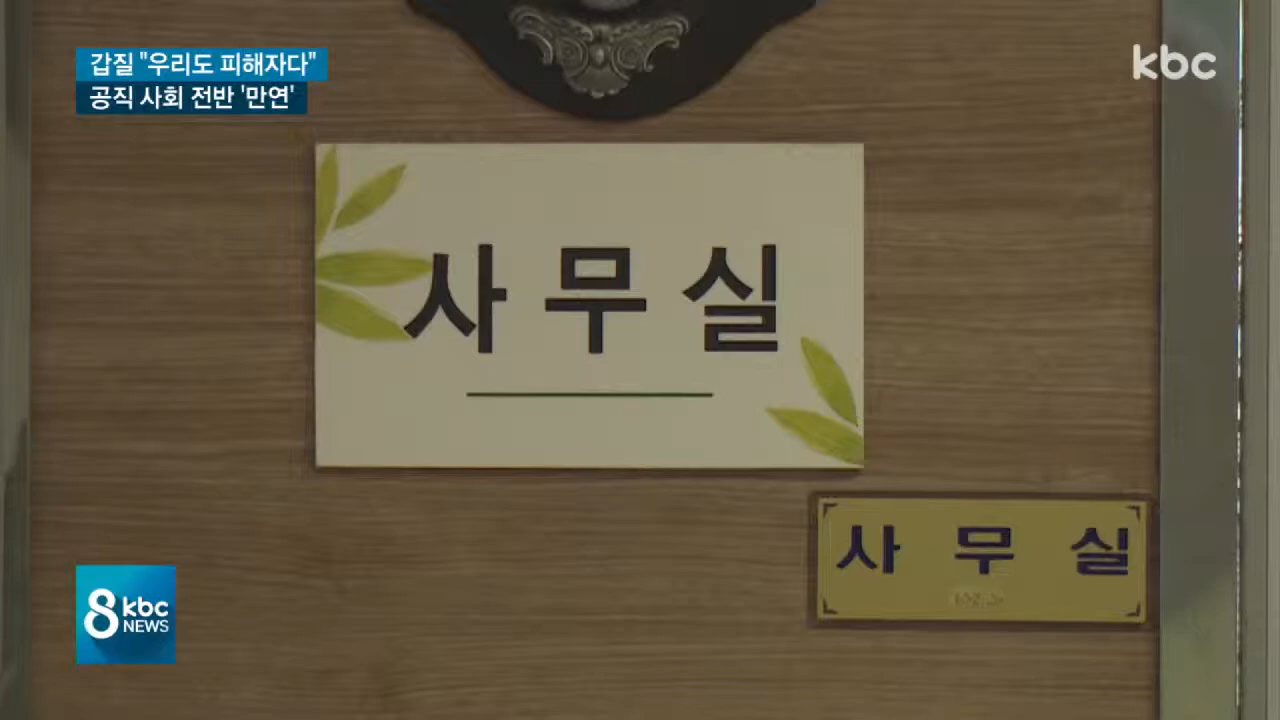 갑질 "우리도 피해자다"
공직 사회 전반 '만연'
kbc
사무실
사 무 실
8 kbc
NEWS